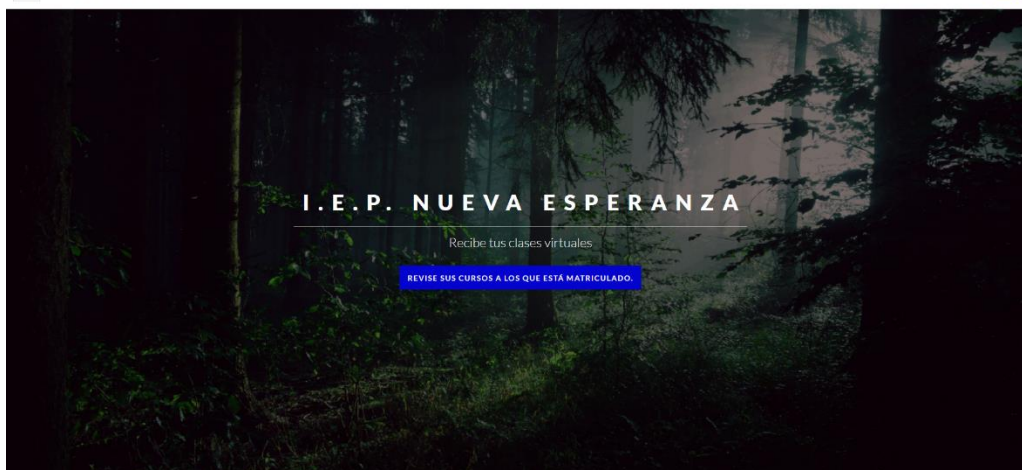 I.E.P. NUEVA ESPERANZA
Recibe tus clases virtuales
REVISE SUS CURSOS A LOS QUE ESTÁ MATRICULADO.